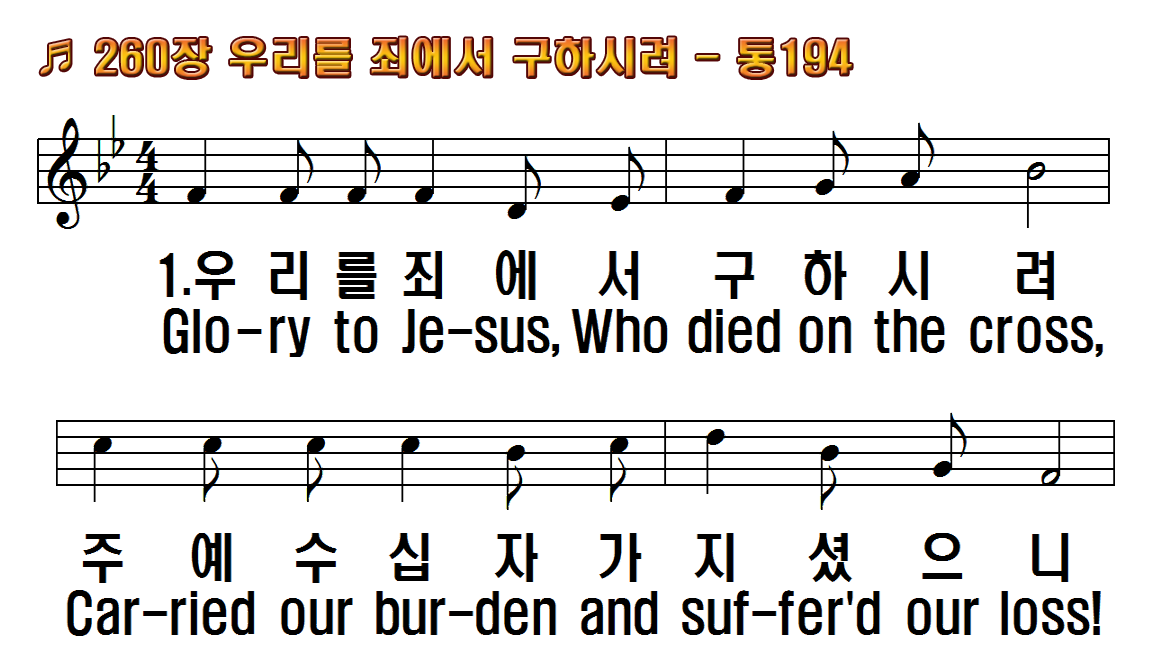 ♬ 260장 우리를 죄에서 구하시려 - 통194
1.우 리 를 죄 에 서 구 하 시 려
Glo-ry to Je-sus, Who died on the cross,
주 예 수 십 자 가 지 셨 으 니
Car-ried our bur-den and suf-fer'd our loss!